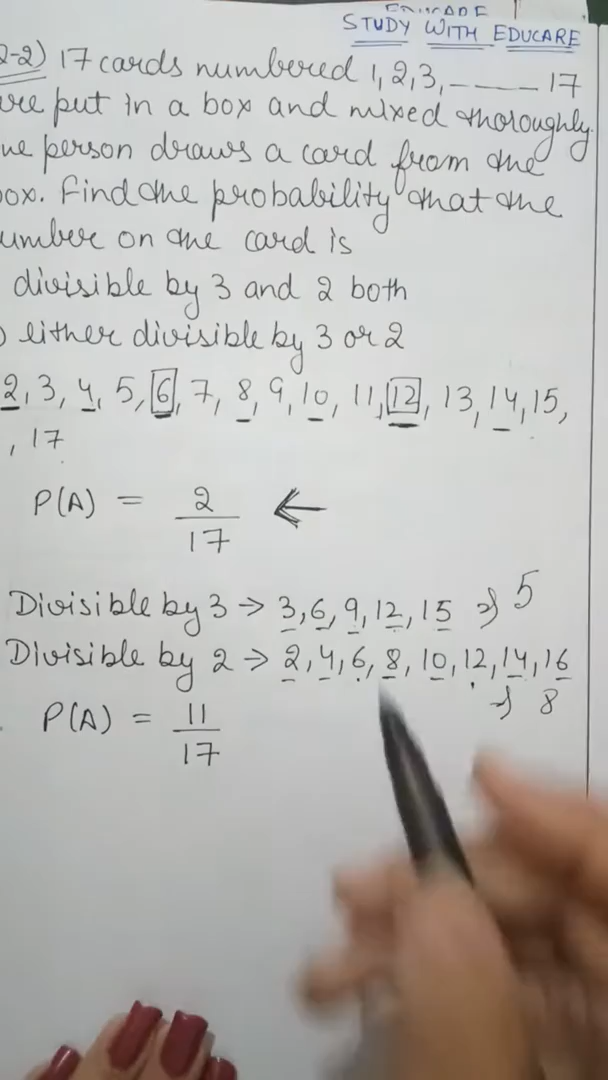 STUDY WITH EDUCARE
2-2) 17 cards numbered 1, 2, 3, ---- 17
are put in a box and mixed thoroughly.
one person draws a card from the
box. Find the probability that the
number on the card is
divisible by 3 and 2 both
) either divisible by 3 or 2
2, 3, 4, 5, 6, 7, 8, 9, 10, 11, 12, 13, 14, 15,
, 17
P(A) = 2/17 ←
Divisible by 3 → 3, 6, 9, 12, 15 ⇒ 5
Divisible by 2 → 2, 4, 6, 8, 10, 12, 14, 16
⇒ 8
P(A) = 11/17